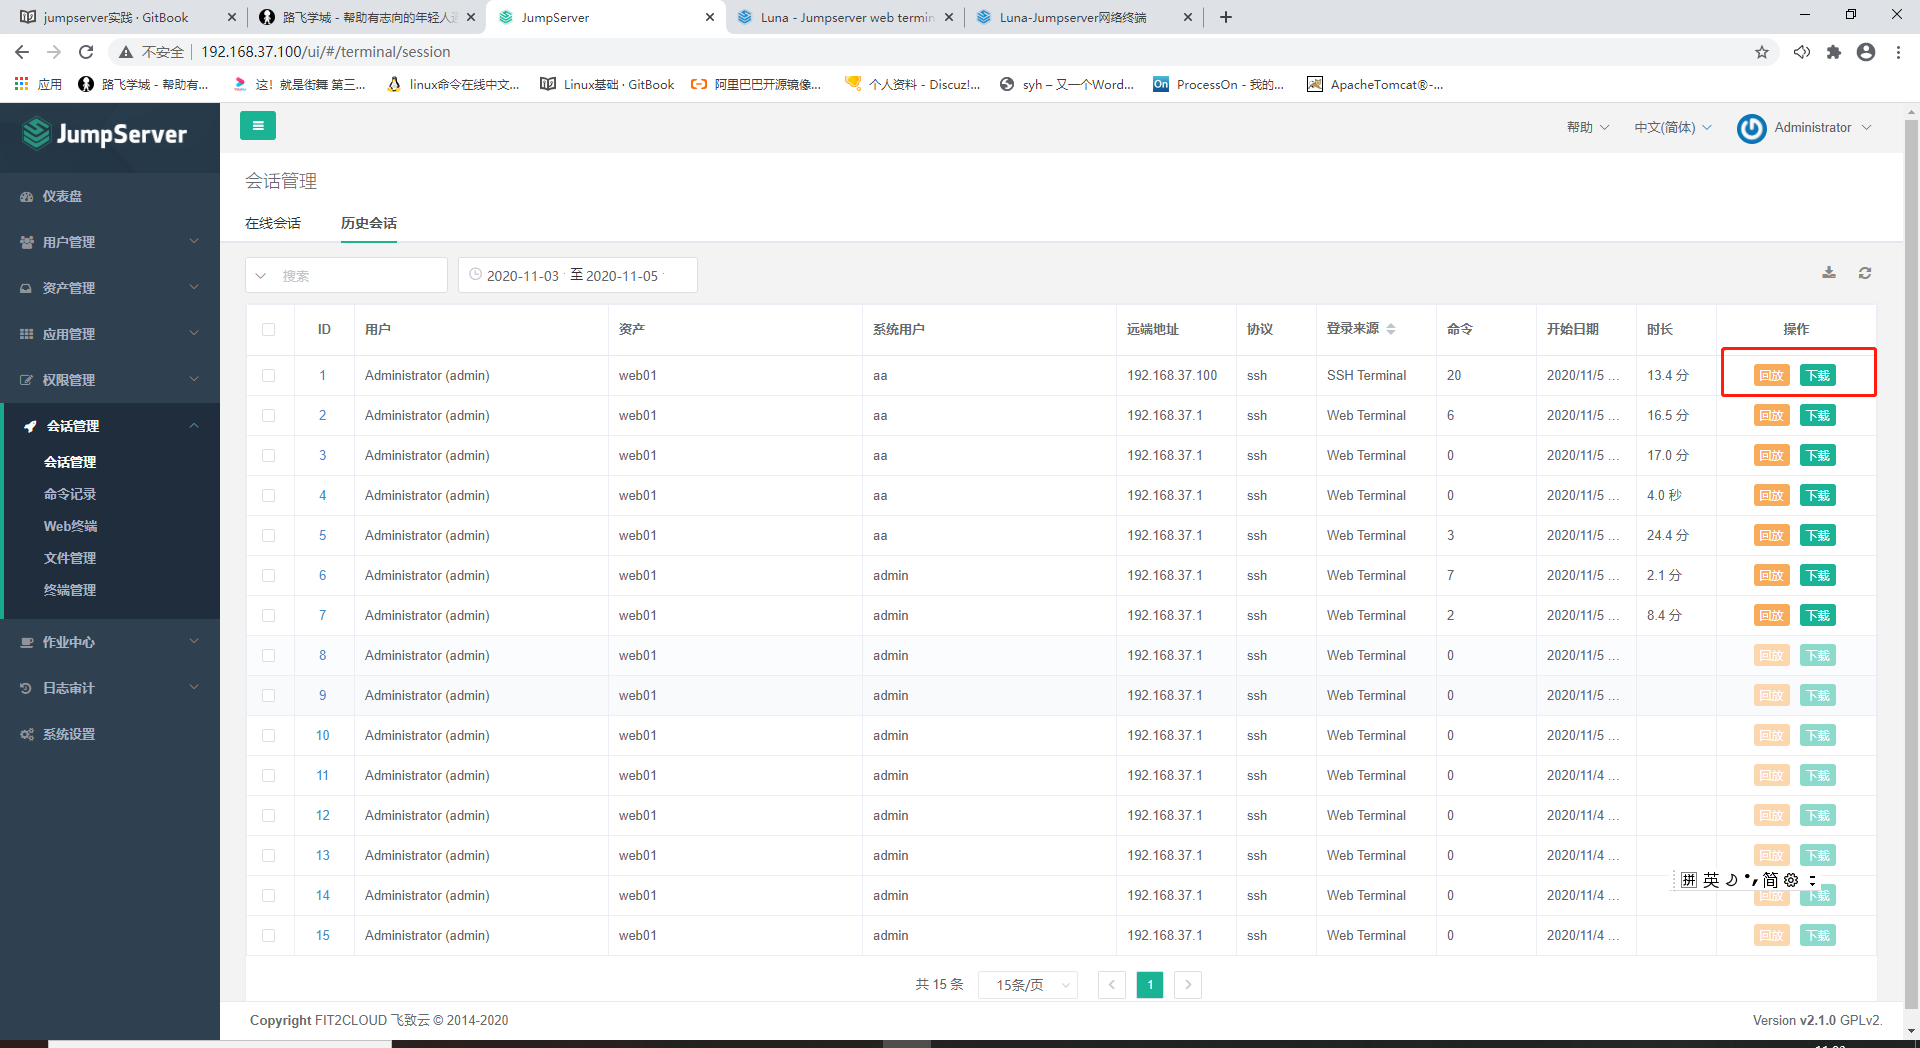 jumpserver实践 · GitBook
路飞学城 - 帮助有志向的年轻人
JumpServer
Luna - Jumpserver web termin
Luna-Jumpserver网络终端
不安全 192.168.37.100/ui/#/terminal/session
应用
路飞学城 - 帮助有...
这！就是街舞 第三...
linux命令在线中文...
Linux基础 · GitBook
阿里巴巴开源镜像...
个人资料 - Discuz!...
syh – 又一个Word...
On ProcessOn - 我的...
ApacheTomcat®-...
JumpServer
帮助
中文(简体)
Administrator
仪表盘
用户管理
资产管理
应用管理
权限管理
会话管理
会话管理
命令记录
Web终端
文件管理
终端管理
作业中心
日志审计
系统设置
会话管理
在线会话 历史会话
搜索
2020-11-03 至 2020-11-05
ID 用户 资产 系统用户 远端地址 协议 登录来源 命令 开始日期 时长 操作
1 Administrator (admin) web01 aa 192.168.37.100 ssh SSH Terminal 20 2020/11/5 ... 13.4 分 回放 下载
2 Administrator (admin) web01 aa 192.168.37.1 ssh Web Terminal 6 2020/11/5 ... 16.5 分 回放 下载
3 Administrator (admin) web01 aa 192.168.37.1 ssh Web Terminal 0 2020/11/5 ... 17.0 分 回放 下载
4 Administrator (admin) web01 aa 192.168.37.1 ssh Web Terminal 0 2020/11/5 ... 4.0 秒 回放 下载
5 Administrator (admin) web01 aa 192.168.37.1 ssh Web Terminal 3 2020/11/5 ... 24.4 分 回放 下载
6 Administrator (admin) web01 admin 192.168.37.1 ssh Web Terminal 7 2020/11/5 ... 2.1 分 回放 下载
7 Administrator (admin) web01 admin 192.168.37.1 ssh Web Terminal 2 2020/11/5 ... 8.4 分 回放 下载
8 Administrator (admin) web01 admin 192.168.37.1 ssh Web Terminal 0 2020/11/5 ... 回放 下载
9 Administrator (admin) web01 admin 192.168.37.1 ssh Web Terminal 0 2020/11/5 ... 回放 下载
10 Administrator (admin) web01 admin 192.168.37.1 ssh Web Terminal 0 2020/11/5 ... 回放 下载
11 Administrator (admin) web01 admin 192.168.37.1 ssh Web Terminal 0 2020/11/4 ... 回放 下载
12 Administrator (admin) web01 admin 192.168.37.1 ssh Web Terminal 0 2020/11/4 ... 回放 下载
13 Administrator (admin) web01 admin 192.168.37.1 ssh Web Terminal 0 2020/11/4 ... 回放 下载
拼 英 简
14 Administrator (admin) web01 admin 192.168.37.1 ssh Web Terminal 0 2020/11/4 ... 回放 下载
15 Administrator (admin) web01 admin 192.168.37.1 ssh Web Terminal 0 2020/11/4 ... 回放 下载
共 15 条 15条/页 1
Copyright FIT2CLOUD 飞致云 © 2014-2020
Version v2.1.0 GPLv2.